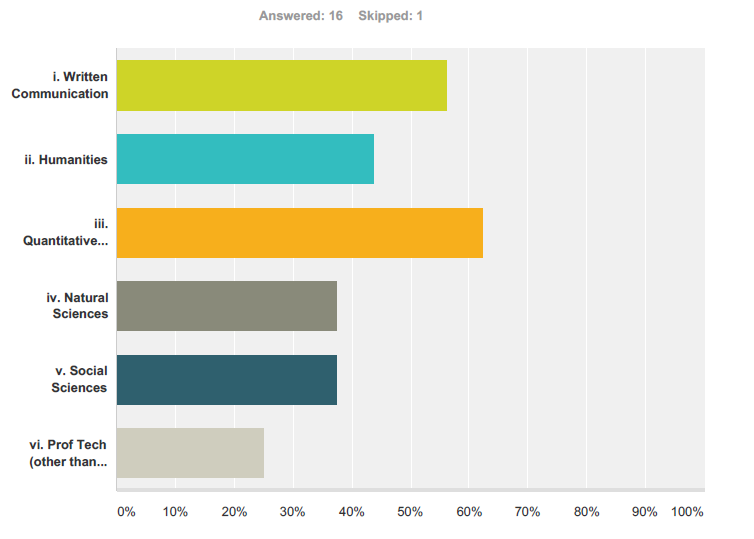 Answered: 16 Skipped: 1
i. Written
Communication
ii. Humanities
iii.
Quantitative...
iv. Natural
Sciences
v. Social
Sciences
vi. Prof Tech
(other than...
0% 10% 20% 30% 40% 50% 60% 70% 80% 90% 100%